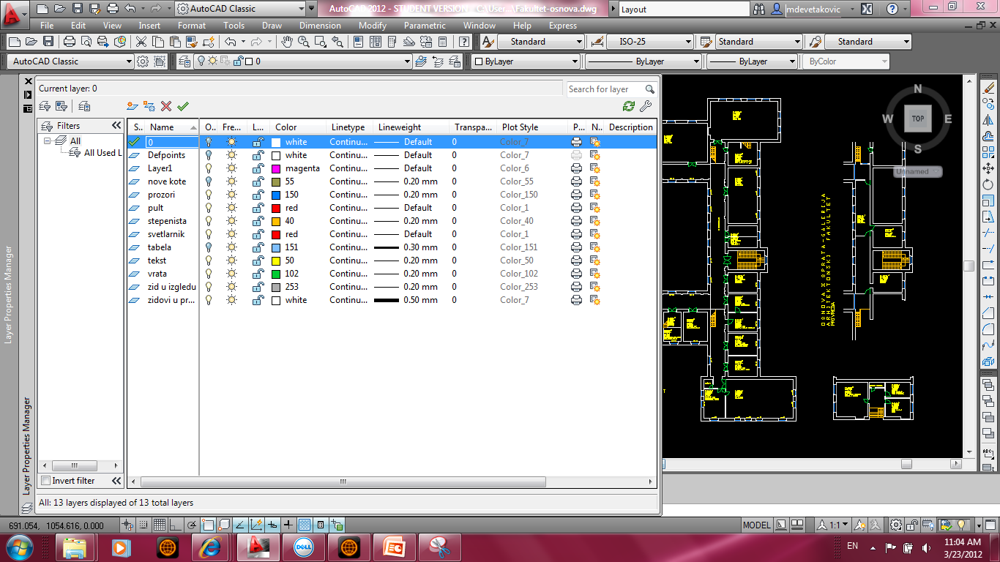 AutoCAD Classic
AutoCAD 2012 - STUDENT VERSION - C:\User...\Fakultet-osnova.dwg
Layout
mdevetakovic
File Edit View Insert Format Tools Draw Dimension Modify Parametric Window Help Express
Standard ISO-25 Standard Standard
AutoCAD Classic 0 ByLayer ByLayer ByLayer ByColor
Current layer: 0
Search for layer
Filters
All
All Used L
S.. Name O.. Fre... L... Color Linetype Lineweight Transpa... Plot Style P... N.. Description
0 white Continu... Default 0 Color_7
Defpoints white Continu... Default 0 Color_7
Layer1 magenta Continu... Default 0 Color_6
nove kote 55 Continu... 0.20 mm 0 Color_55
prozori 150 Continu... 0.20 mm 0 Color_150
pult red Continu... Default 0 Color_1
stepenista 40 Continu... 0.20 mm 0 Color_40
svetlarnik red Continu... Default 0 Color_1
tabela 151 Continu... 0.30 mm 0 Color_151
tekst 50 Continu... 0.20 mm 0 Color_50
vrata 102 Continu... 0.20 mm 0 Color_102
zid u izgledu 253 Continu... 0.20 mm 0 Color_253
zidovi u pr... white Continu... 0.50 mm 0 Color_7
Invert filter
All: 13 layers displayed of 13 total layers
Layer Properties Manager
Layer Properties Manager
N
W TOP E
S
Unnamed
OSNOVA II SPRATA-GALERIJA
ARHITEKTONSKI FAKULTET
ABC
691.054, 1054.616, 0.000
MODEL
1:1
DELL
EN
11:04 AM
3/23/2012